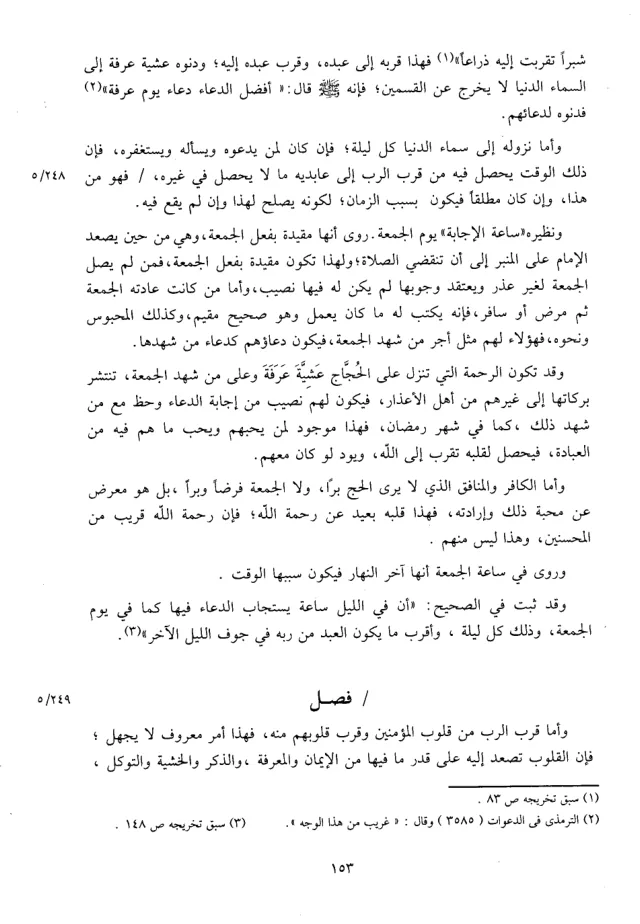 شبراً تقربت إليه ذراعاً»(١) فهذا قربه إلى عبده، وقرب عبده إليه؛ ودنوه عشية عرفة إلى
السماء الدنيا لا يخرج عن القسمين؛ فإنه ﷺ قال:« أفضل الدعاء دعاء يوم عرفة»(٢)
فدنوه لدعائهم.
وأما نزوله إلى سماء الدنيا كل ليلة؛ فإن كان لمن يدعوه ويسأله ويستغفره، فإن
ذلك الوقت يحصل فيه من قرب الرب إلى عابديه ما لا يحصل في غيره، / فهو من
٥/٢٤٨
هذا، وإن كان مطلقاً فيكون بسبب الزمان؛ لكونه يصلح لهذا وإن لم يقع فيه.
ونظيره«ساعة الإجابة» يوم الجمعة.روى أنها مقيدة بفعل الجمعة،وهي من حين يصعد
الإمام على المنبر إلى أن تنقضي الصلاة؛ولهذا تكون مقيدة بفعل الجمعة،فمن لم يصل
الجمعة لغير عذر ويعتقد وجوبها لم يكن له فيها نصيب،وأما من كانت عادته الجمعة
ثم مرض أو سافر،فإنه يكتب له ما كان يعمل وهو صحيح مقيم،وكذلك المحبوس
ونحوه،فهؤلاء لهم مثل أجر من شهد الجمعة،فيكون دعاؤهم كدعاء من شهدها.
وقد تكون الرحمة التي تنزل على الحُجَّاج عَشِيَّةَ عَرَفَةَ وعلى من شهد الجمعة، تنتشر
بركاتها إلى غيرهم من أهل الأعذار، فيكون لهم نصيب من إجابة الدعاء وحظ مع من
شهد ذلك ،كما في شهر رمضان، فهذا موجود لمن يحبهم ويحب ما هم فيه من
العبادة، فيحصل لقلبه تقرب إلى الله، ويود لو كان معهم.
وأما الكافر والمنافق الذي لا يرى الحج برًا، ولا الجمعة فرضاً وبراً ،بل هو معرض
عن محبة ذلك وإرادته، فهذا قلبه بعيد عن رحمة الله؛ فإن رحمة الله قريب من
المحسنين، وهذا ليس منهم .
وروى في ساعة الجمعة أنها آخر النهار فيكون سببها الوقت .
وقد ثبت في الصحيح: «أن في الليل ساعة يستجاب الدعاء فيها كما في يوم
الجمعة، وذلك كل ليلة ، وأقرب ما يكون العبد من ربه في جوف الليل الآخر»(٣).
/ فصل
٥/٢٤٩
وأما قرب الرب من قلوب المؤمنين وقرب قلوبهم منه، فهذا أمر معروف لا يجهل ؛
فإن القلوب تصعد إليه على قدر ما فيها من الإيمان والمعرفة ،والذكر والخشية والتوكل ،
(١) سبق تخريجه ص ٨٣ .
(٢) الترمذى فى الدعوات ( ٣٥٨٥ ) وقال : « غريب من هذا الوجه ». (٣) سبق تخريجه ص ١٤٨ .
١٥٣